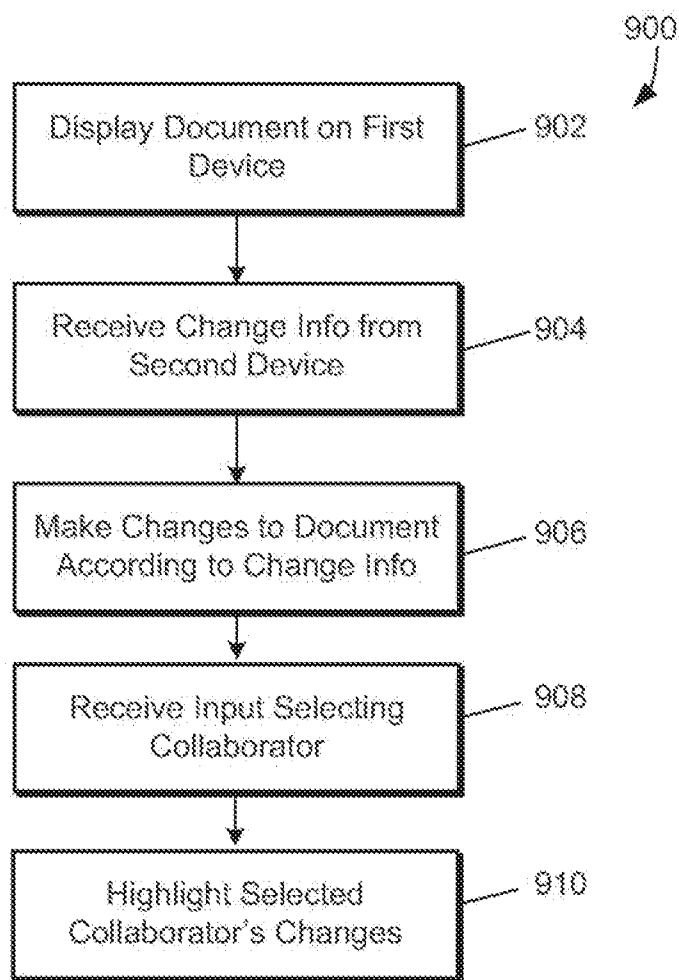 900
Display Document on First
Device
902
Receive Change Info from
Second Device
904
Make Changes to Document
According to Change Info
906
Receive Input Selecting
Collaborator
908
Highlight Selected
Collaborator's Changes
910